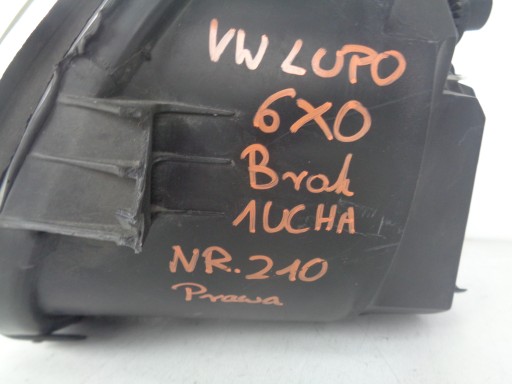 VW LUPO
6X0
Brak
1UCHA
NR.210
Prawa